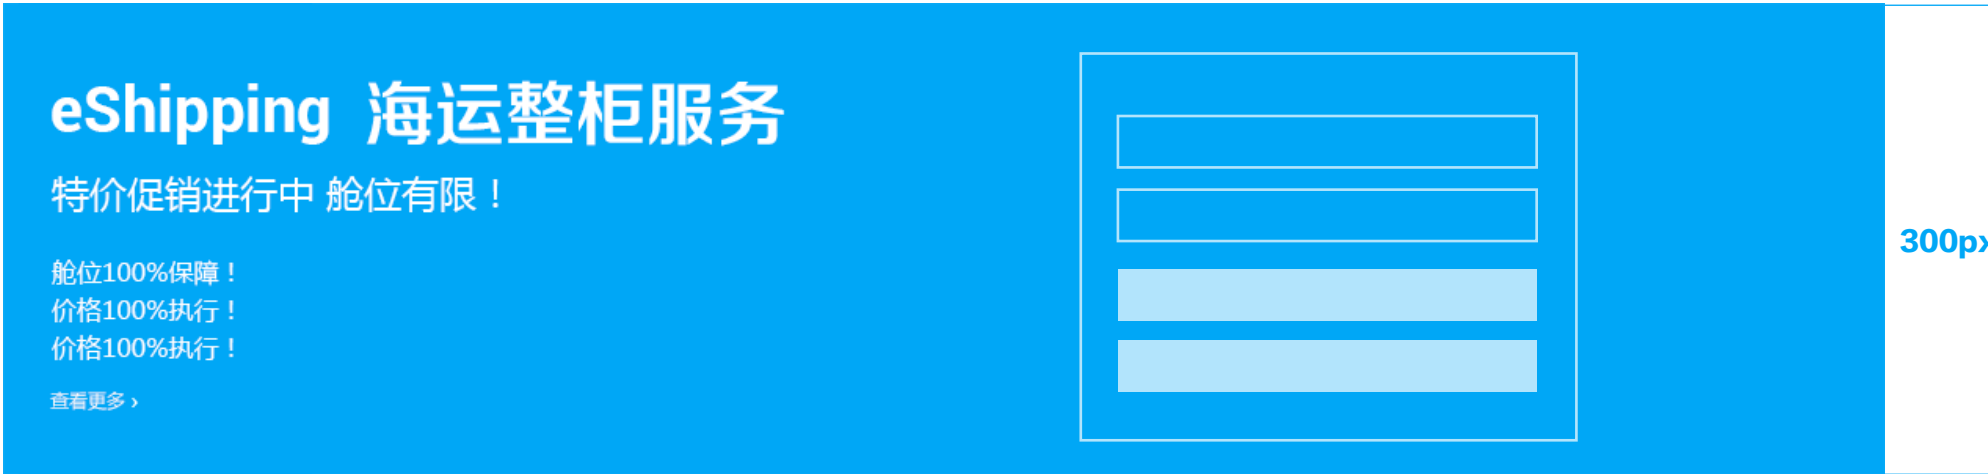 eShipping 海运整柜服务
特价促销进行中 舱位有限！
舱位100%保障！
价格100%执行！
价格100%执行！
查看更多 ›
300px